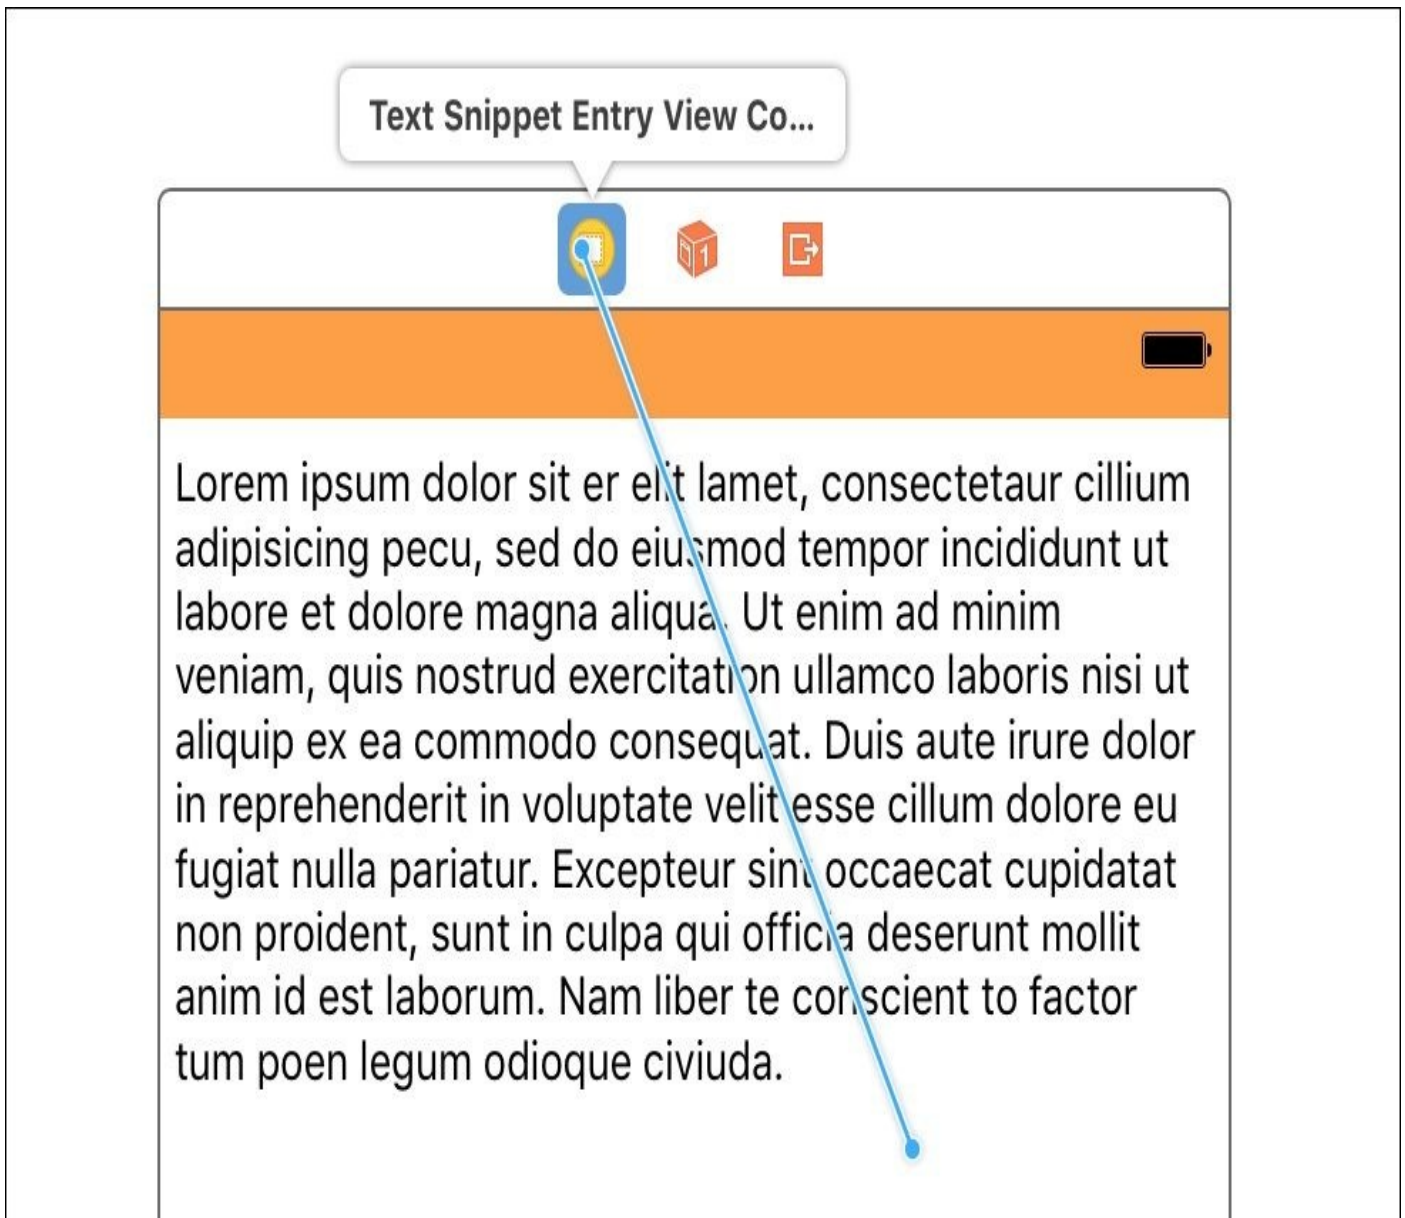 Text Snippet Entry View Co...
1
Lorem ipsum dolor sit er elit lamet, consectetaur cillium
adipisicing pecu, sed do eiusmod tempor incididunt ut
labore et dolore magna aliqua. Ut enim ad minim
veniam, quis nostrud exercitation ullamco laboris nisi ut
aliquip ex ea commodo consequat. Duis aute irure dolor
in reprehenderit in voluptate velit esse cillum dolore eu
fugiat nulla pariatur. Excepteur sint occaecat cupidatat
non proident, sunt in culpa qui officia deserunt mollit
anim id est laborum. Nam liber te conscient to factor
tum poen legum odioque civiuda.